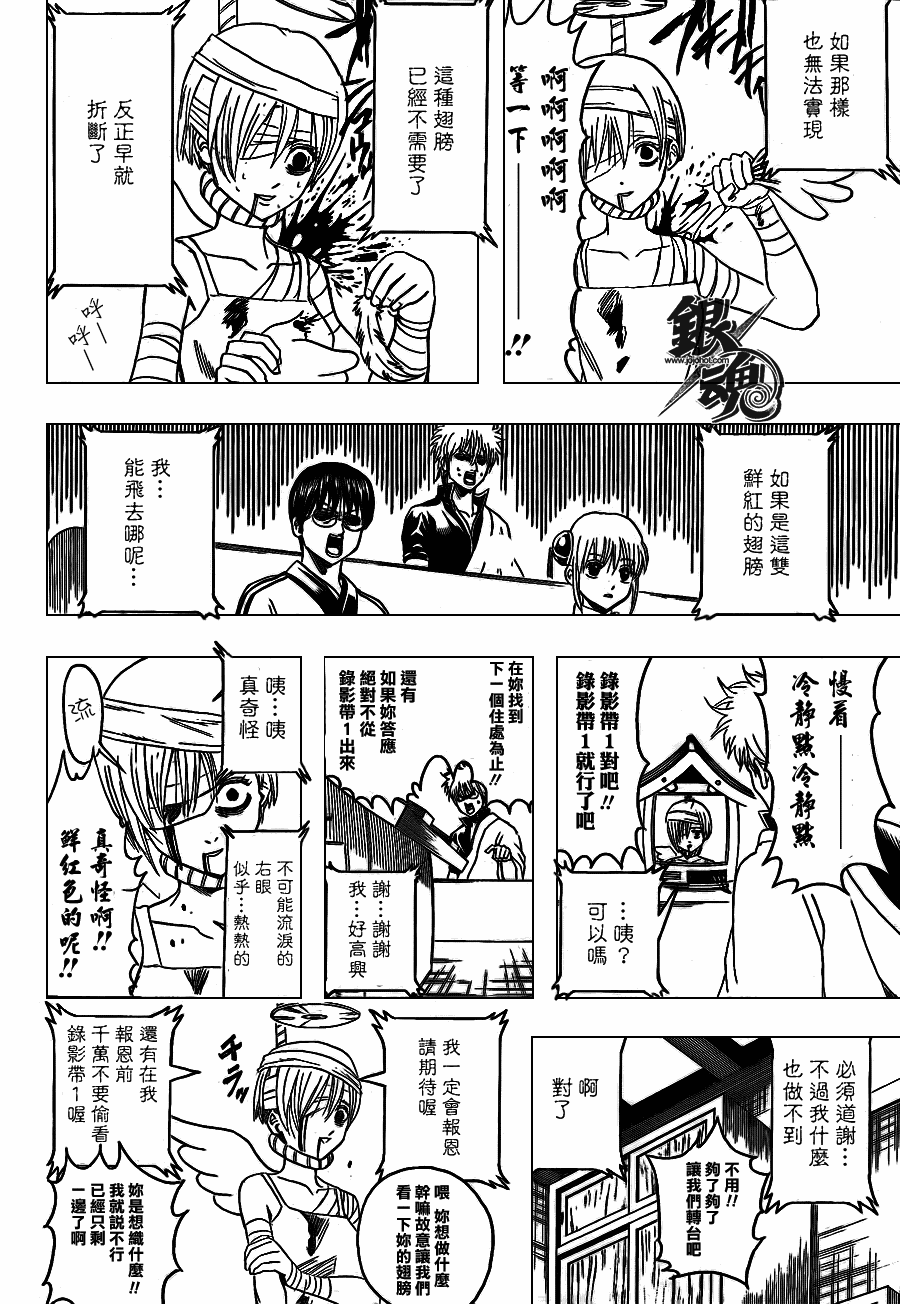 如果那樣
也無法實現
啊啊啊啊啊
等一下——!!
銀魂
www.jojohot.com
這種翅膀
已經不需要了
反正早就
折斷了
呼—
呼—
如果是這雙
鮮紅的翅膀
我…
能飛去哪呢…
慢着——
冷靜點冷靜點
錄影帶1對吧!!
錄影帶1就行了吧
…咦?
可以嗎
在妳找到
下一個住處為止!!
還有
如果妳答應
絕對不從
錄影帶1出來
謝…謝謝
我…好高興
咦…咦
真奇怪
流
不可能流淚的
右眼
似乎…熱熱的
真奇怪啊!!
鮮紅色的呢!!
必須道謝…
不過我什麼
也做不到
不用!!
夠了夠了
讓我們轉台吧
啊
對了
我一定會報恩
請期待喔
喂 妳想做什麼
幹嘛故意讓我們
看一下妳的翅膀
チラッ
還有在我
報恩前
千萬不要偷看
錄影帶1喔
妳是想織什麼!!
我就說不行
已經只剩
一邊了啊